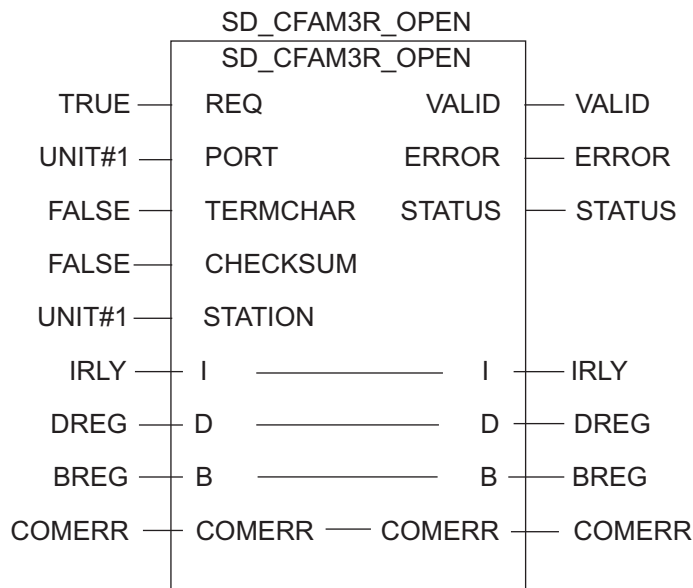 SD_CFAM3R_OPEN
SD_CFAM3R_OPEN
TRUE REQ VALID VALID
UNIT#1 PORT ERROR ERROR
FALSE TERMCHAR STATUS STATUS
FALSE CHECKSUM
UNIT#1 STATION
IRLY I I IRLY
DREG D D DREG
BREG B B BREG
COMERR COMERR COMERR COMERR